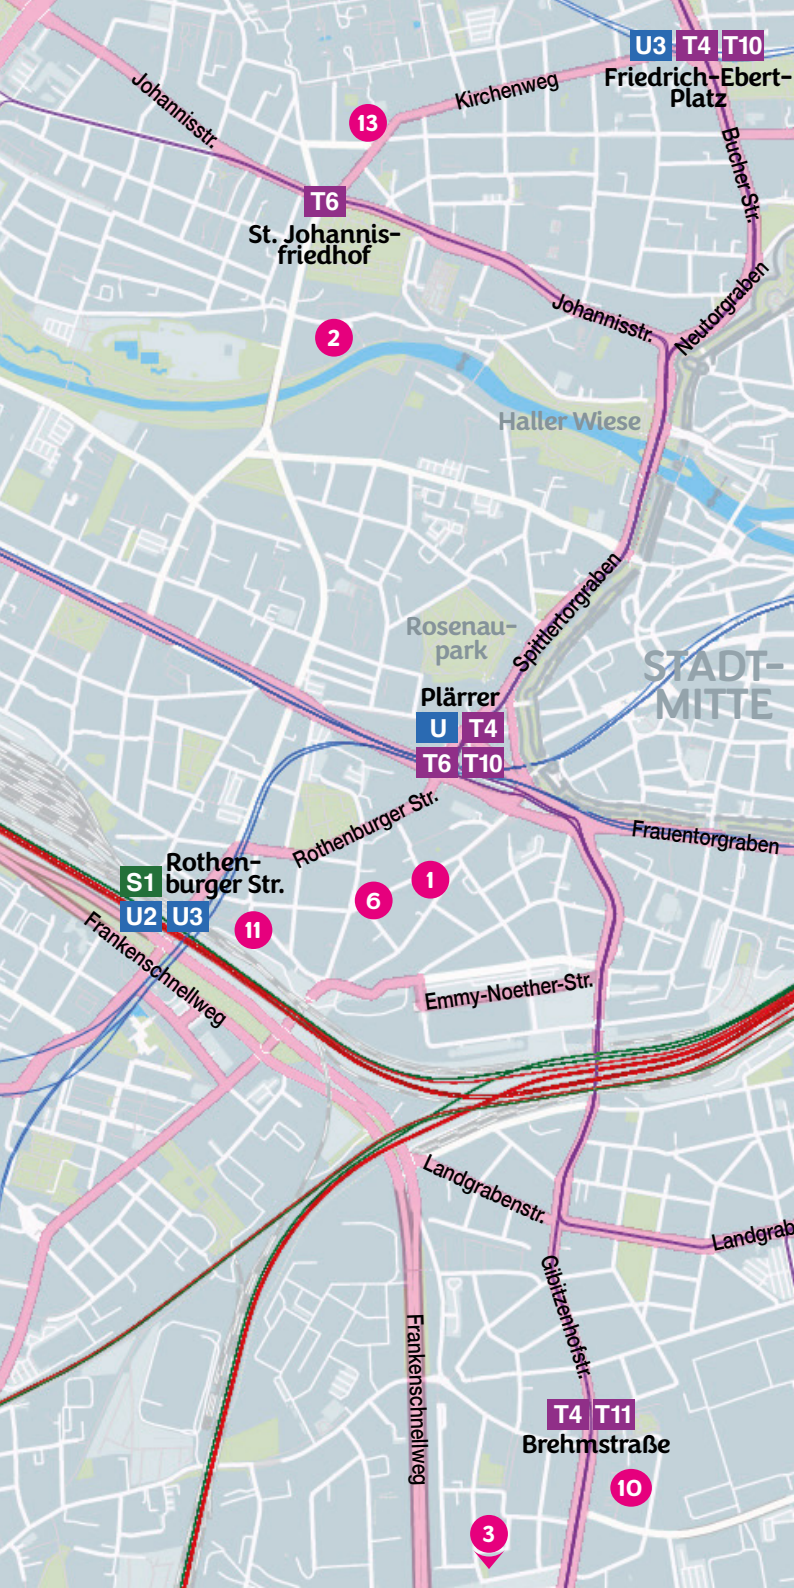 U3 T4 T10
Friedrich-Ebert-
Platz
Johannisstr.
Kirchenweg
13
Bucher Str.
T6
St. Johannis-
friedhof
Neutorgraben
Johannisstr.
2
Haller Wiese
Spittlertorgraben
Rosenau-
park
STADT-
MITTE
Plärrer
U T4
T6 T10
Rothenburger Str.
Frauentorgraben
S1
Rothen-
burger Str.
U2 U3
1
6
11
Frankenschnellweg
Emmy-Noether-Str.
Landgrabenstr.
Landgrab
Gibitzenhofstr.
Frankenschnellweg
T4 T11
Brehmstraße
10
3